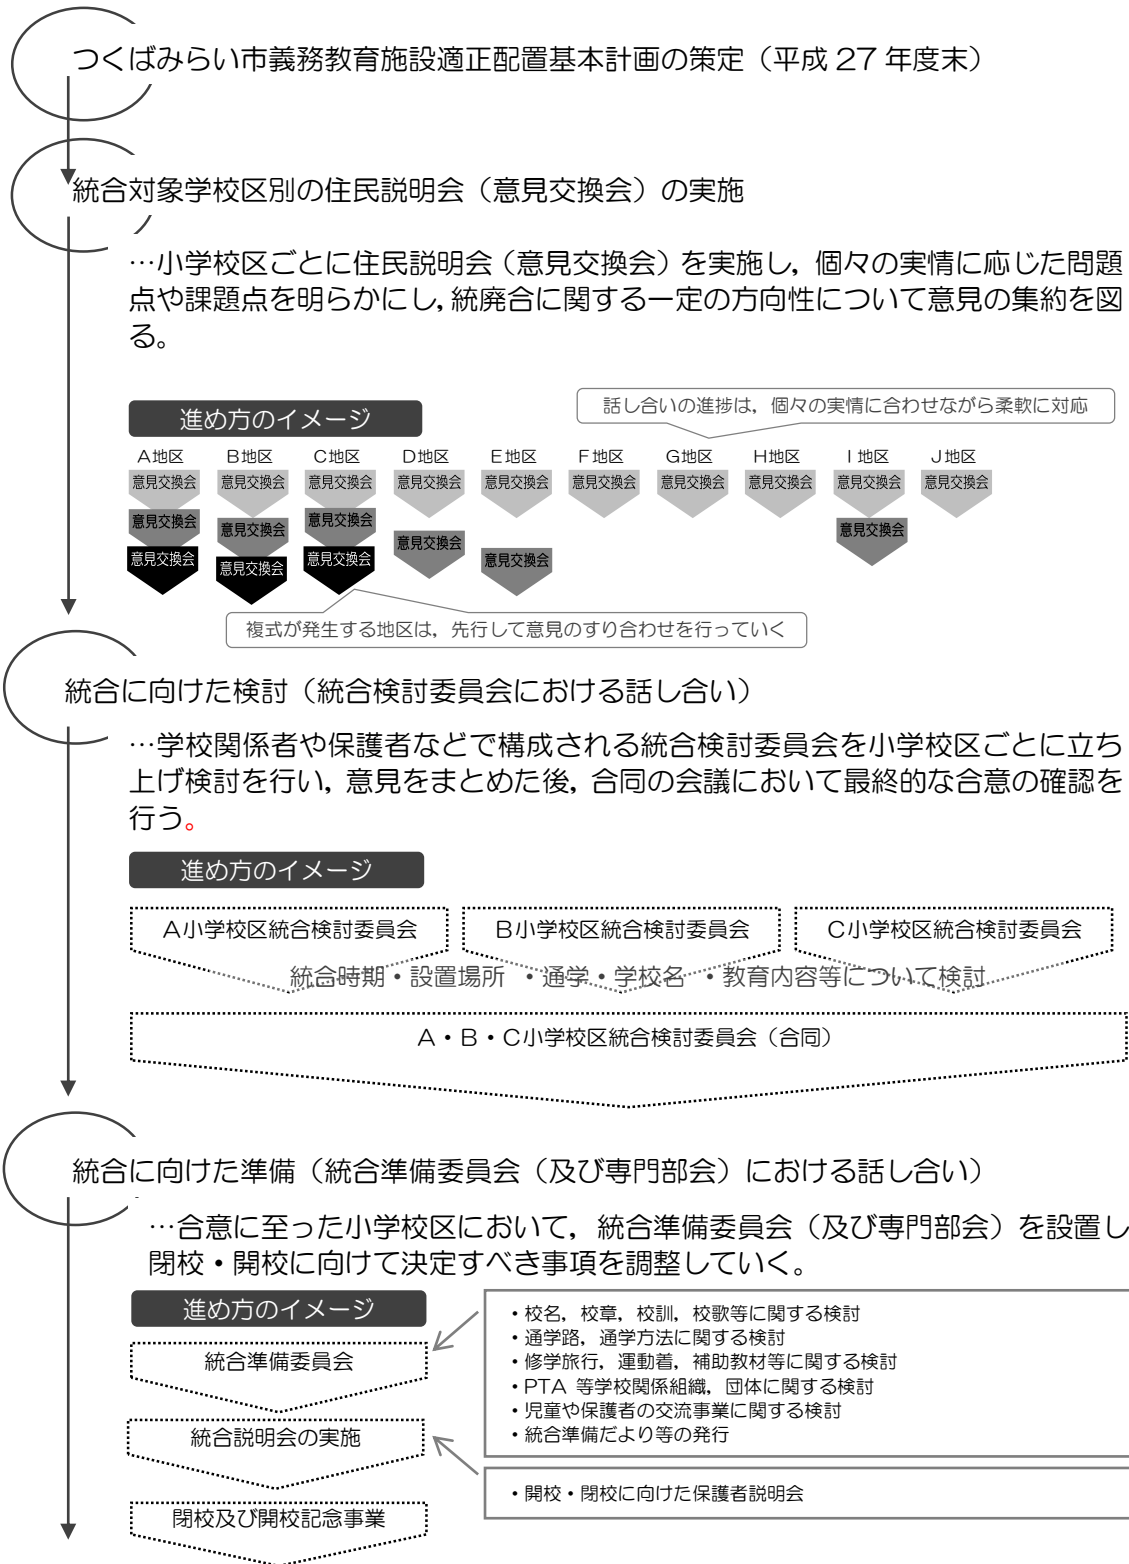 つくばみらい市義務教育施設適正配置基本計画の策定（平成 27 年度末）
統合対象学校区別の住民説明会（意見交換会）の実施
…小学校区ごとに住民説明会（意見交換会）を実施し，個々の実情に応じた問題
点や課題点を明らかにし，統廃合に関する一定の方向性について意見の集約を図
る。
進め方のイメージ
話し合いの進捗は，個々の実情に合わせながら柔軟に対応
A地区 B地区 C地区 D地区 E地区 F地区 G地区 H地区 I地区 J地区
意見交換会 意見交換会 意見交換会 意見交換会 意見交換会 意見交換会 意見交換会 意見交換会 意見交換会 意見交換会
意見交換会 意見交換会 意見交換会 意見交換会 意見交換会 意見交換会
意見交換会 意見交換会 意見交換会
複式が発生する地区は，先行して意見のすり合わせを行っていく
統合に向けた検討（統合検討委員会における話し合い）
…学校関係者や保護者などで構成される統合検討委員会を小学校区ごとに立ち
上げ検討を行い，意見をまとめた後，合同の会議において最終的な合意の確認を
行う。
進め方のイメージ
A小学校区統合検討委員会 B小学校区統合検討委員会 C小学校区統合検討委員会
統合時期・設置場所 ・通学・学校名 ・教育内容等について検討
A・B・C小学校区統合検討委員会（合同）
統合に向けた準備（統合準備委員会（及び専門部会）における話し合い）
…合意に至った小学校区において，統合準備委員会（及び専門部会）を設置し
閉校・開校に向けて決定すべき事項を調整していく。
進め方のイメージ
統合準備委員会
・校名，校章，校訓，校歌等に関する検討
・通学路，通学方法に関する検討
・修学旅行，運動着，補助教材等に関する検討
・PTA 等学校関係組織，団体に関する検討
・児童や保護者の交流事業に関する検討
・統合準備だより等の発行
統合説明会の実施
・開校・閉校に向けた保護者説明会
閉校及び開校記念事業